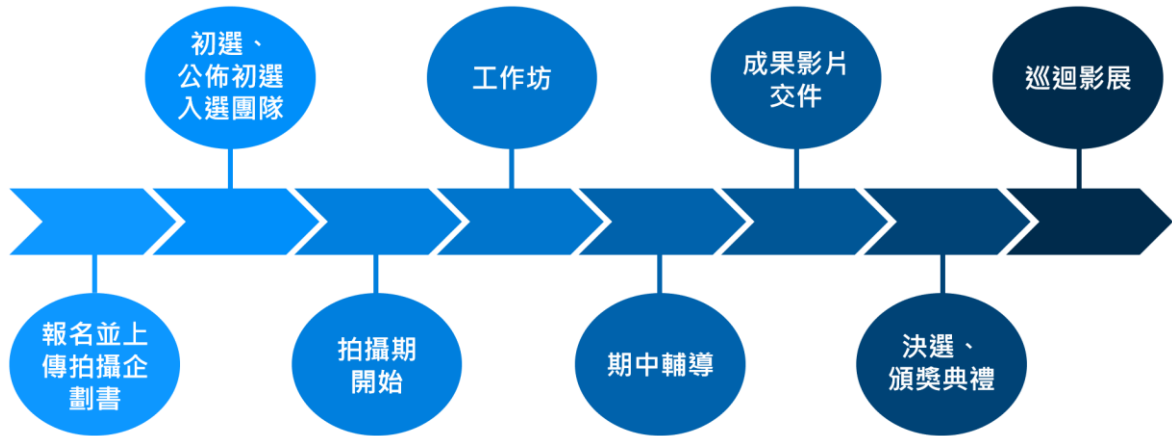 初選、
公佈初選
入選團隊
工作坊
成果影片
交件
巡迴影展
報名並上
傳拍攝企
劃書
拍攝期
開始
期中輔導
決選、
頒獎典禮